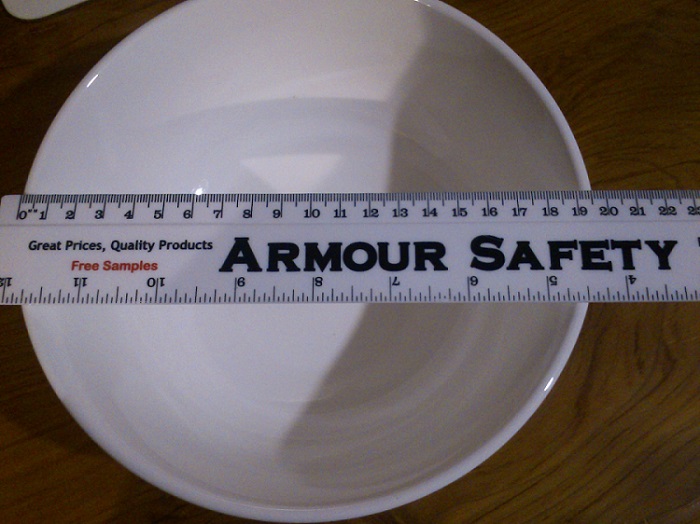 0 1 2 3 4 5 6 7 8 9 10 11 12 13 14 15 16 17 18 19 20 21 22
Great Prices, Quality Products
ARMOUR SAFETY
Free Samples
12 11 10 9 8 7 6 5 4